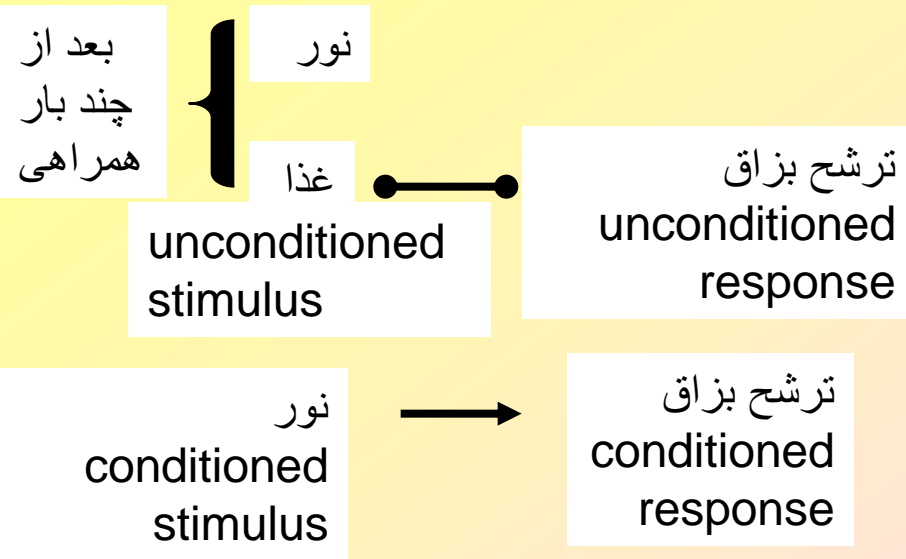 بعد از
چند بار
همراهی
نور
غذا
unconditioned
stimulus
ترشح بزاق
unconditioned
response
نور
conditioned
stimulus
ترشح بزاق
conditioned
response